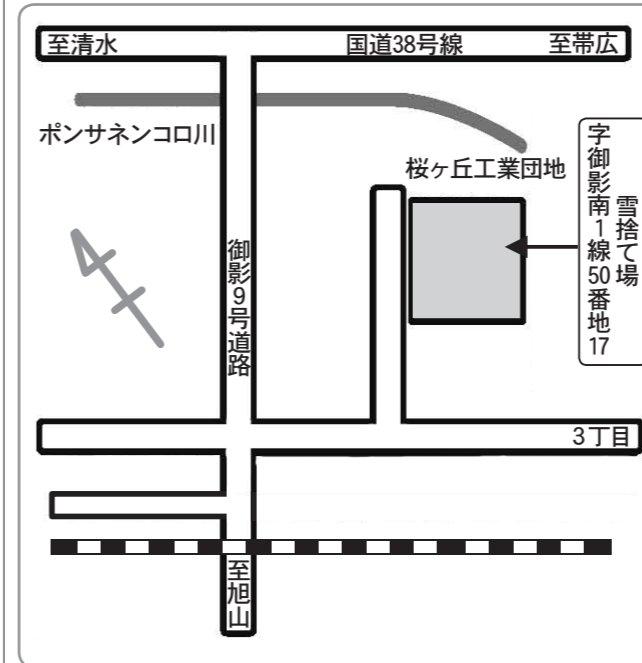 至清水
国道38号線
至帯広
ポンサネンコロ川
桜ヶ丘工業団地
雪捨て場
字御影南1線50番地17
御影9号道路
3丁目
至旭山